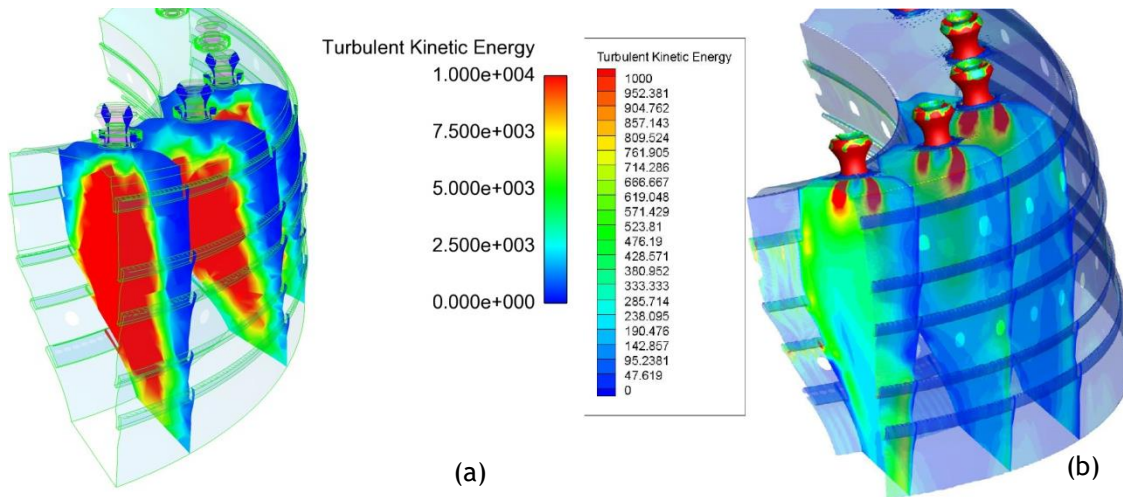 Turbulent Kinetic Energy
1.000e+004
7.500e+003
5.000e+003
2.500e+003
0.000e+000
(a)
Turbulent Kinetic Energy
1000
952.381
904.762
857.143
809.524
761.905
714.286
666.667
619.048
571.429
523.81
476.19
428.571
380.952
333.333
285.714
238.095
190.476
142.857
95.2381
47.619
0
(b)